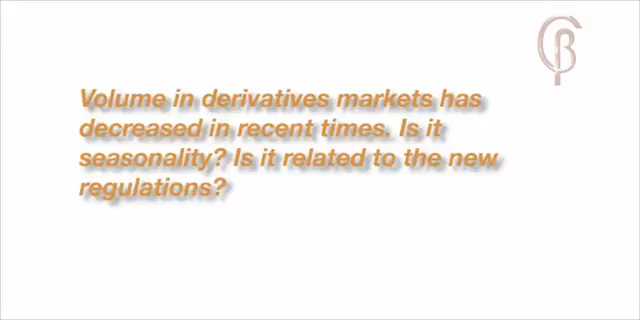 Volume in derivatives markets has
decreased in recent times. Is it
seasonality? Is it related to the new
regulations?